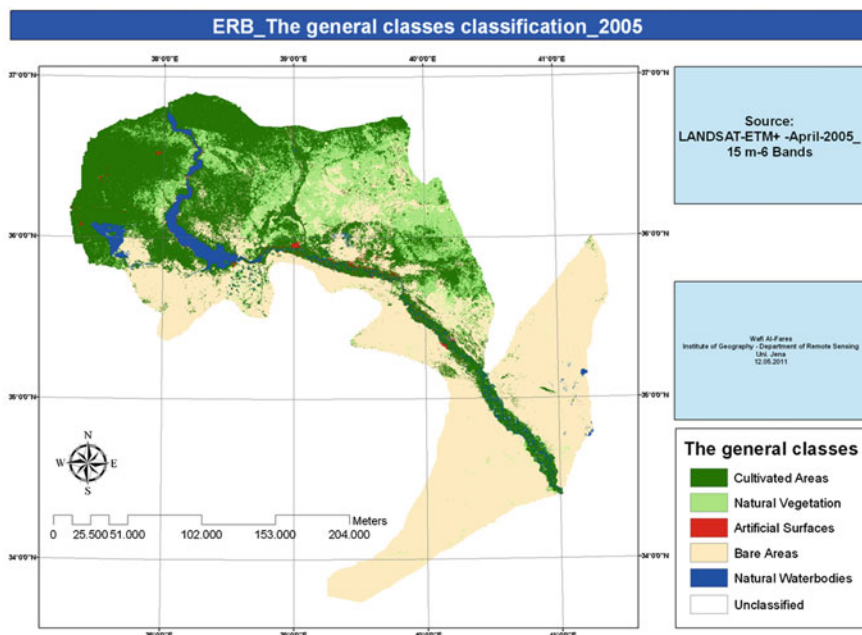 ERB_The general classes classification_2005
38°0'0"E 39°0'0"E 40°0'0"E 41°0'0"E
37°0'0"N 37°0'0"N
36°0'0"N 36°0'0"N
35°0'0"N 35°0'0"N
34°0'0"N 34°0'0"N
Source:
LANDSAT-ETM+ -April-2005_
15 m-6 Bands
Wafi Al-Fares
Institute of Geography - Department of Remote Sensing
Uni. Jena
12.05.2011
N
W E
S
Meters
0 25.500 51.000 102.000 153.000 204.000
The general classes
Cultivated Areas
Natural Vegetation
Artificial Surfaces
Bare Areas
Natural Waterbodies
Unclassified